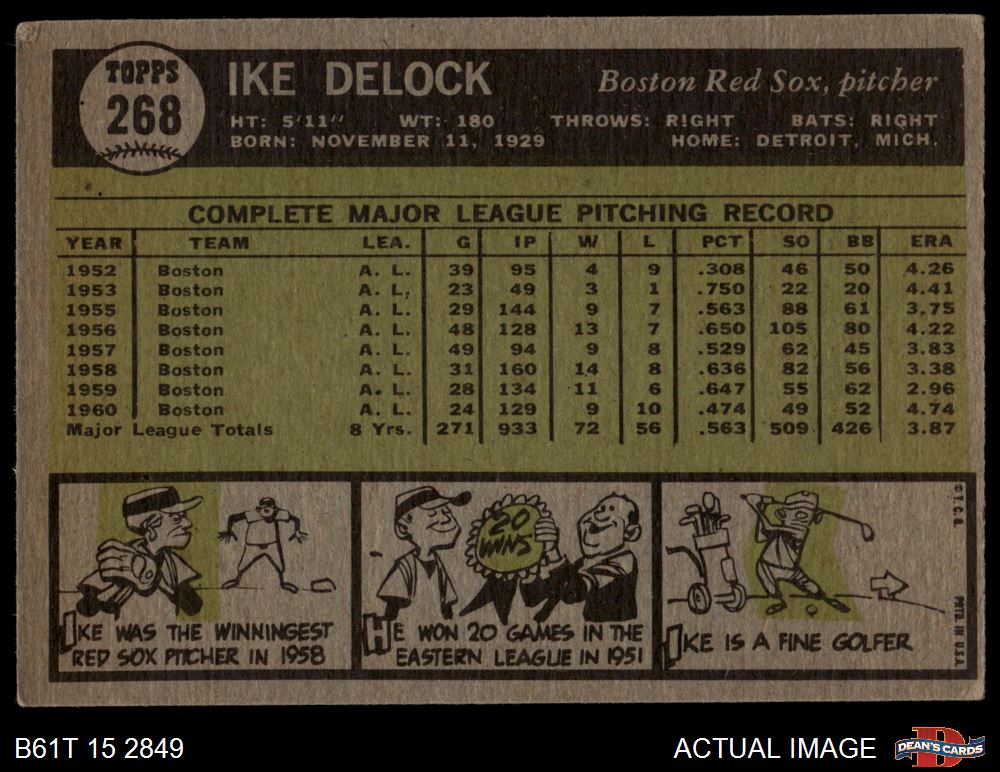 TOPPS
268
IKE DELOCK
Boston Red Sox, pitcher
HT: 5'11" WT: 180 THROWS: RIGHT BATS: RIGHT
BORN: NOVEMBER 11, 1929 HOME: DETROIT, MICH.
COMPLETE MAJOR LEAGUE PITCHING RECORD
YEAR TEAM LEA. G IP W L PCT SO BB ERA
1952 Boston A. L. 39 95 4 9 .308 46 50 4.26
1953 Boston A. L. 23 49 3 1 .750 22 20 4.41
1955 Boston A. L. 29 144 9 7 .563 88 61 3.75
1956 Boston A. L. 48 128 13 7 .650 105 80 4.22
1957 Boston A. L. 49 94 9 8 .529 62 45 3.83
1958 Boston A. L. 31 160 14 8 .636 82 56 3.38
1959 Boston A. L. 28 134 11 6 .647 55 62 2.96
1960 Boston A. L. 24 129 9 10 .474 49 52 4.74
Major League Totals 8 Yrs. 271 933 72 56 .563 509 426 3.87
IKE WAS THE WINNINGEST
RED SOX PITCHER IN 1958
20
WINS
HE WON 20 GAMES IN THE
EASTERN LEAGUE IN 1951
IKE IS A FINE GOLFER
© T. C. G.
PRTD. IN U.S.A.
B61T 15 2849
ACTUAL IMAGE
D
DEAN'S CARDS